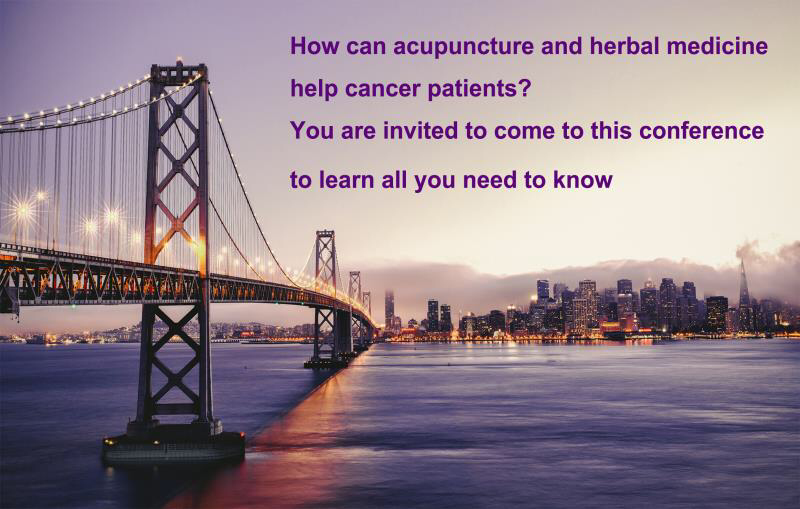 How can acupuncture and herbal medicine
help cancer patients?
You are invited to come to this conference
to learn all you need to know